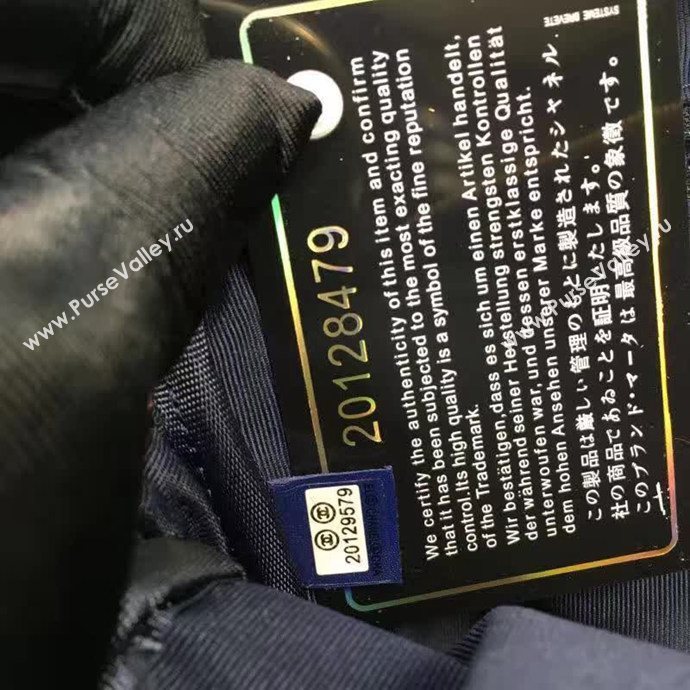 SYSTEME BREVETE
20128479
We certify the authenticity of this item and confirm
that it has been subjected to the most exacting quality
control.Its high quality is a symbol of the fine reputation
of the Trademark.
Wir bestätigen,dass es sich um einen Artikel handelt,
der während seiner Herstellung strengsten Kontrollen
unterwoufen war,und dessen erstklassige Qualität
dem hohen Ansehen unserer Marke entspricht.
この製品は厳しい管理のもとに製造されたシャネル
社の商品であることを証明いたします。
このブランド・マータは最高級品質の象徴です。
20129579
www.PurseValley.ru
www.PurseValley.ru